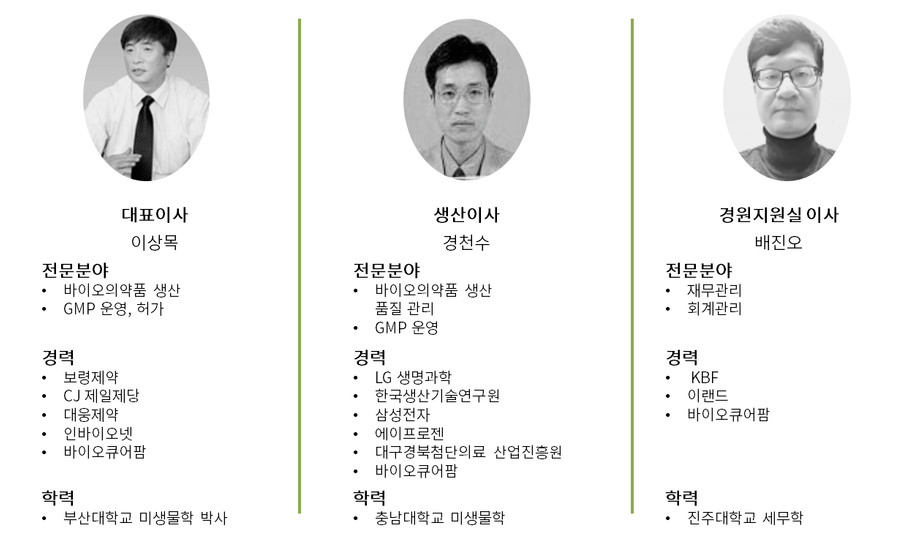 대표이사
이상목
전문분야
• 바이오의약품 생산
• GMP 운영, 허가
경력
• 보령제약
• CJ 제일제당
• 대웅제약
• 인바이오넷
• 바이오큐어팜
학력
• 부산대학교 미생물학 박사
생산이사
경천수
전문분야
• 바이오의약품 생산
품질 관리
• GMP 운영
경력
• LG 생명과학
• 한국생산기술연구원
• 삼성전자
• 에이프로젠
• 대구경북첨단의료 산업진흥원
• 바이오큐어팜
학력
• 충남대학교 미생물학
경원지원실 이사
배진오
전문분야
• 재무관리
• 회계관리
경력
• KBF
• 이랜드
• 바이오큐어팜
학력
• 진주대학교 세무학